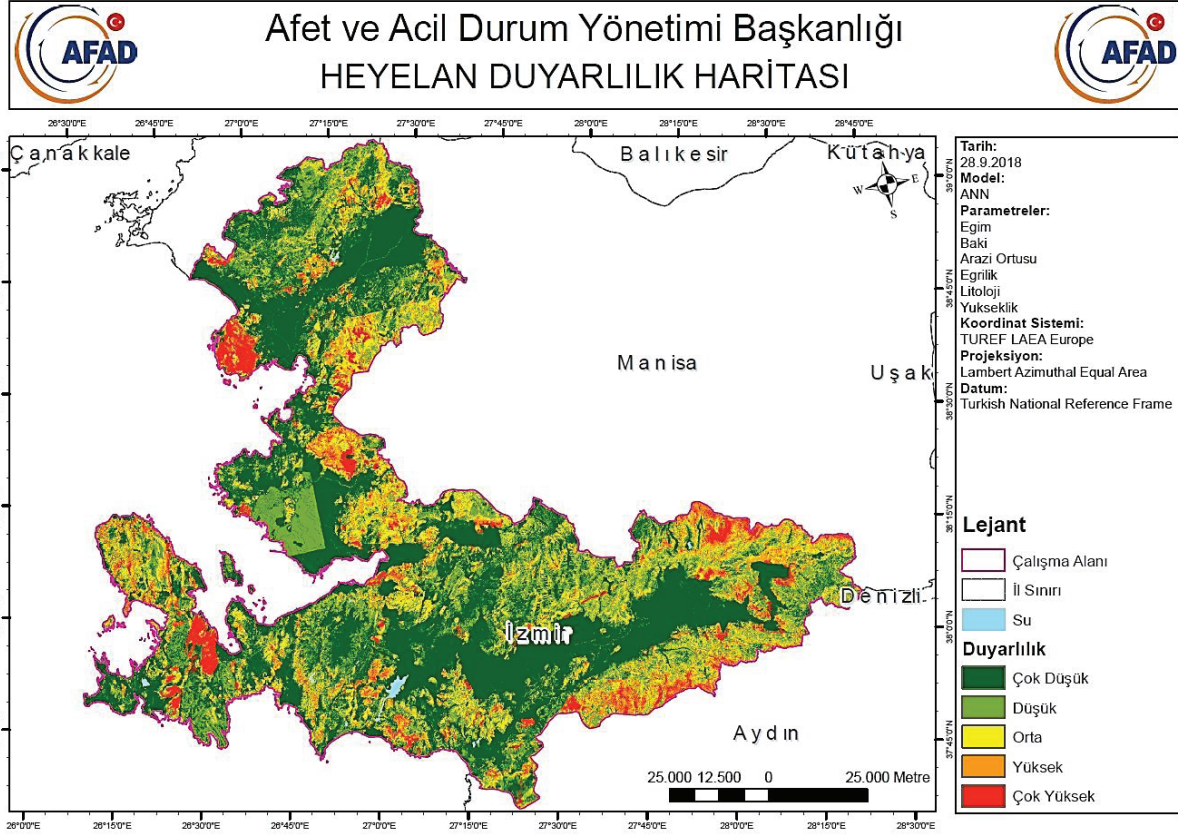 AFAD
Afet ve Acil Durum Yönetimi Başkanlığı
HEYELAN DUYARLILIK HARİTASI
AFAD
26°30'0"E 26°45'0"E 27°0'0"E 27°15'0"E 27°30'0"E 27°45'0"E 28°0'0"E 28°15'0"E 28°30'0"E 28°45'0"E
Çanakkale
Balıkesir
Kütahya
N
W E
S
Manisa
Uşak
Denizli
İzmir
Aydın
39°0'0"N
38°45'0"N
38°30'0"N
38°15'0"N
38°0'0"N
37°45'0"N
25.000 12.500 0 25.000 Metre
26°0'0"E 26°15'0"E 26°30'0"E 26°45'0"E 27°0'0"E 27°15'0"E 27°30'0"E 27°45'0"E 28°0'0"E 28°15'0"E 28°30'0"E
Tarih:
28.9.2018
Model:
ANN
Parametreler:
Egim
Baki
Arazi Ortusu
Egrilik
Litoloji
Yukseklik
Koordinat Sistemi:
TUREF LAEA Europe
Projeksiyon:
Lambert Azimuthal Equal Area
Datum:
Turkish National Reference Frame
Lejant
Çalışma Alanı
İl Sınırı
Su
Duyarlılık
Çok Düşük
Düşük
Orta
Yüksek
Çok Yüksek